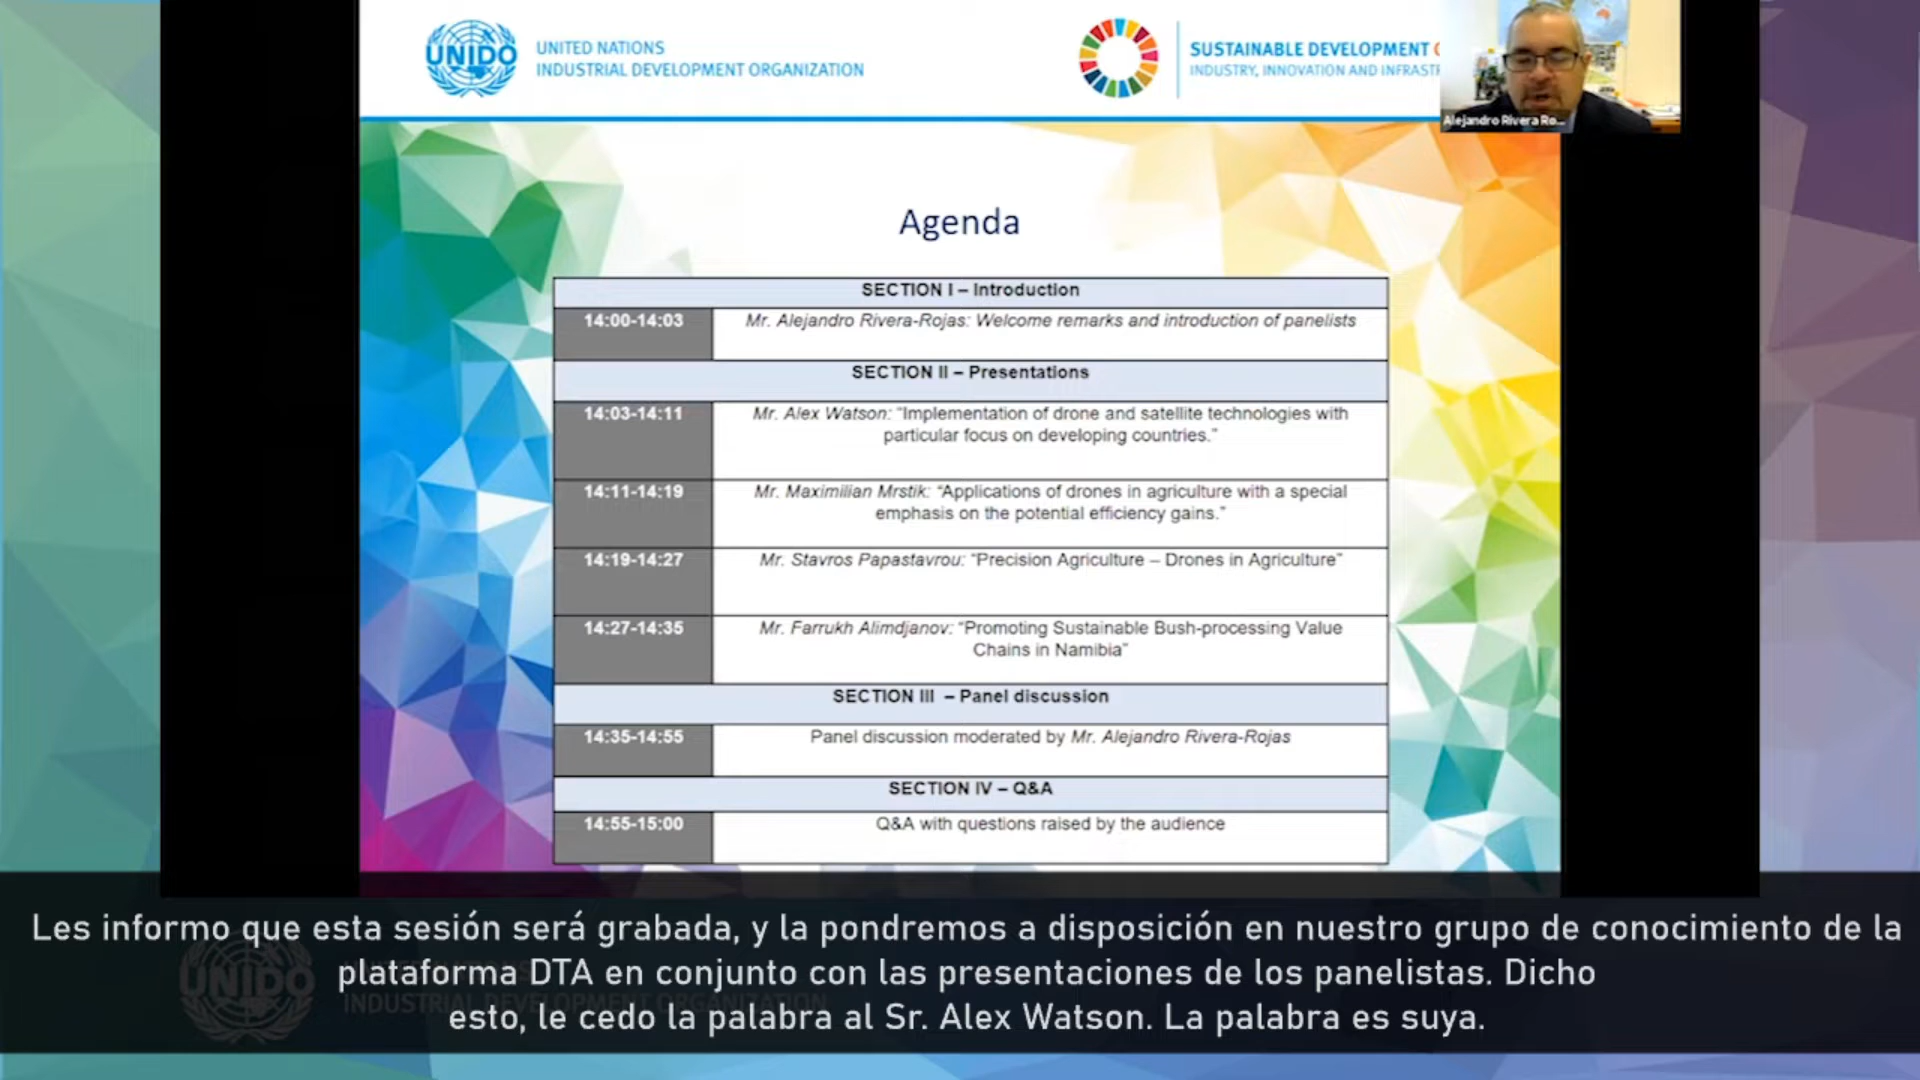 UNIDO
UNITED NATIONS
INDUSTRIAL DEVELOPMENT ORGANIZATION
SUSTAINABLE DEVELOPMENT
INDUSTRY, INNOVATION AND
Alejandro Rivera Ro...
Agenda
SECTION I – Introduction
14:00-14:03 Mr. Alejandro Rivera-Rojas: Welcome remarks and introduction of panelists
SECTION II – Presentations
14:03-14:11 Mr. Alex Watson: “Implementation of drone and satellite technologies with
particular focus on developing countries.”
14:11-14:19 Mr. Maximilian Mrstik: “Applications of drones in agriculture with a special
emphasis on the potential efficiency gains.”
14:19-14:27 Mr. Stavros Papastavrou: “Precision Agriculture – Drones in Agriculture”
14:27-14:35 Mr. Farrukh Alimdjanov: “Promoting Sustainable Bush-processing Value
Chains in Namibia”
SECTION III – Panel discussion
14:35-14:55 Panel discussion moderated by Mr. Alejandro Rivera-Rojas
SECTION IV – Q&A
14:55-15:00 Q&A with questions raised by the audience
Les informo que esta sesión será grabada, y la pondremos a disposición en nuestro grupo de conocimiento de la
plataforma DTA en conjunto con las presentaciones de los panelistas. Dicho
esto, le cedo la palabra al Sr. Alex Watson. La palabra es suya.
UNIDO
INDUSTRIAL DEVELOPMENT ORGANIZATION